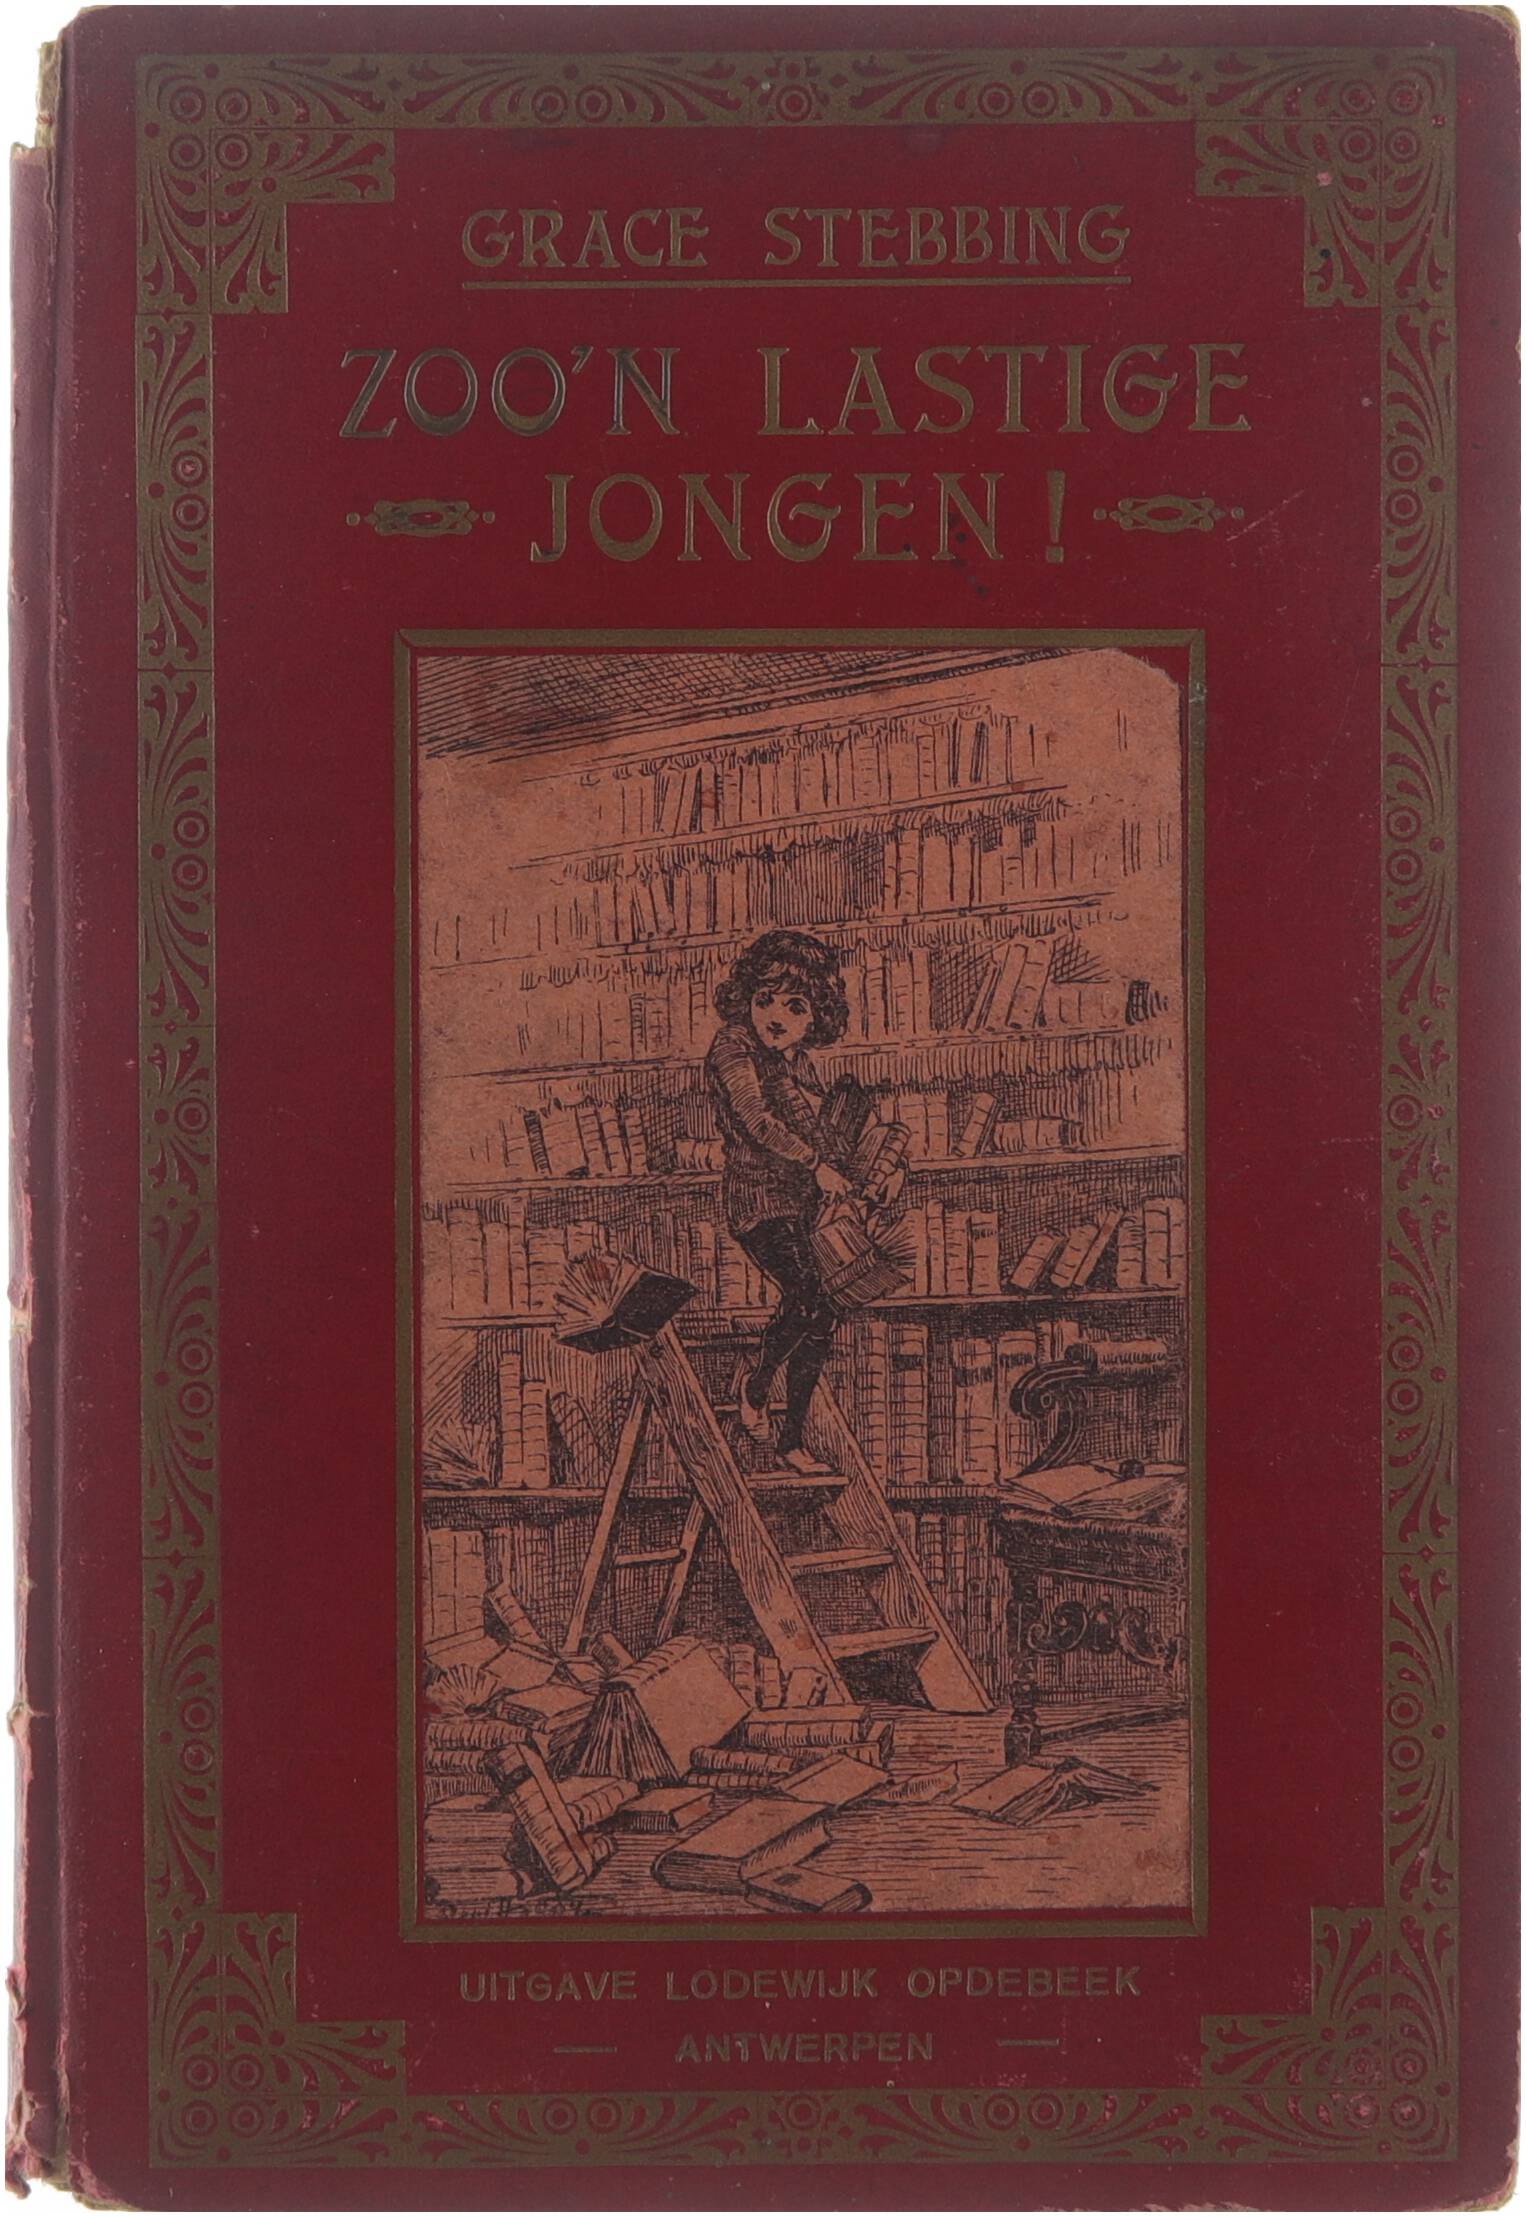 GRACE STEBBING
ZOO'N LASTIGE
JONGEN!
UITGAVE LODEWIJK OPDEBEEK
— ANTWERPEN —